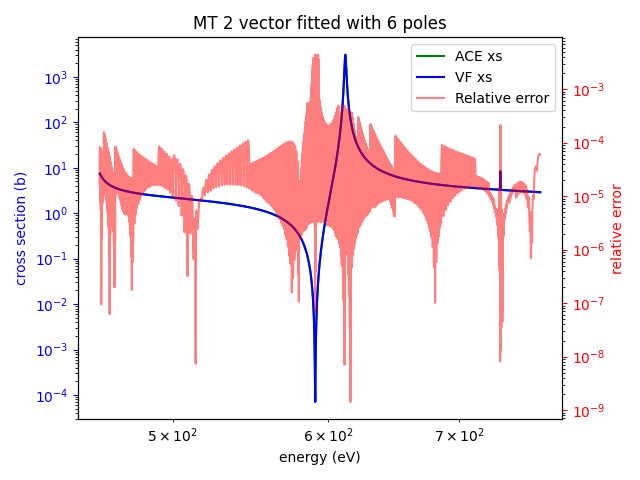 MT 2 vector fitted with 6 poles
ACE xs
VF xs
Relative error
cross section (b)
10³
10²
10¹
10⁰
10⁻¹
10⁻²
10⁻³
10⁻⁴
relative error
10⁻³
10⁻⁴
10⁻⁵
10⁻⁶
10⁻⁷
10⁻⁸
10⁻⁹
5 × 10² 6 × 10² 7 × 10²
energy (eV)